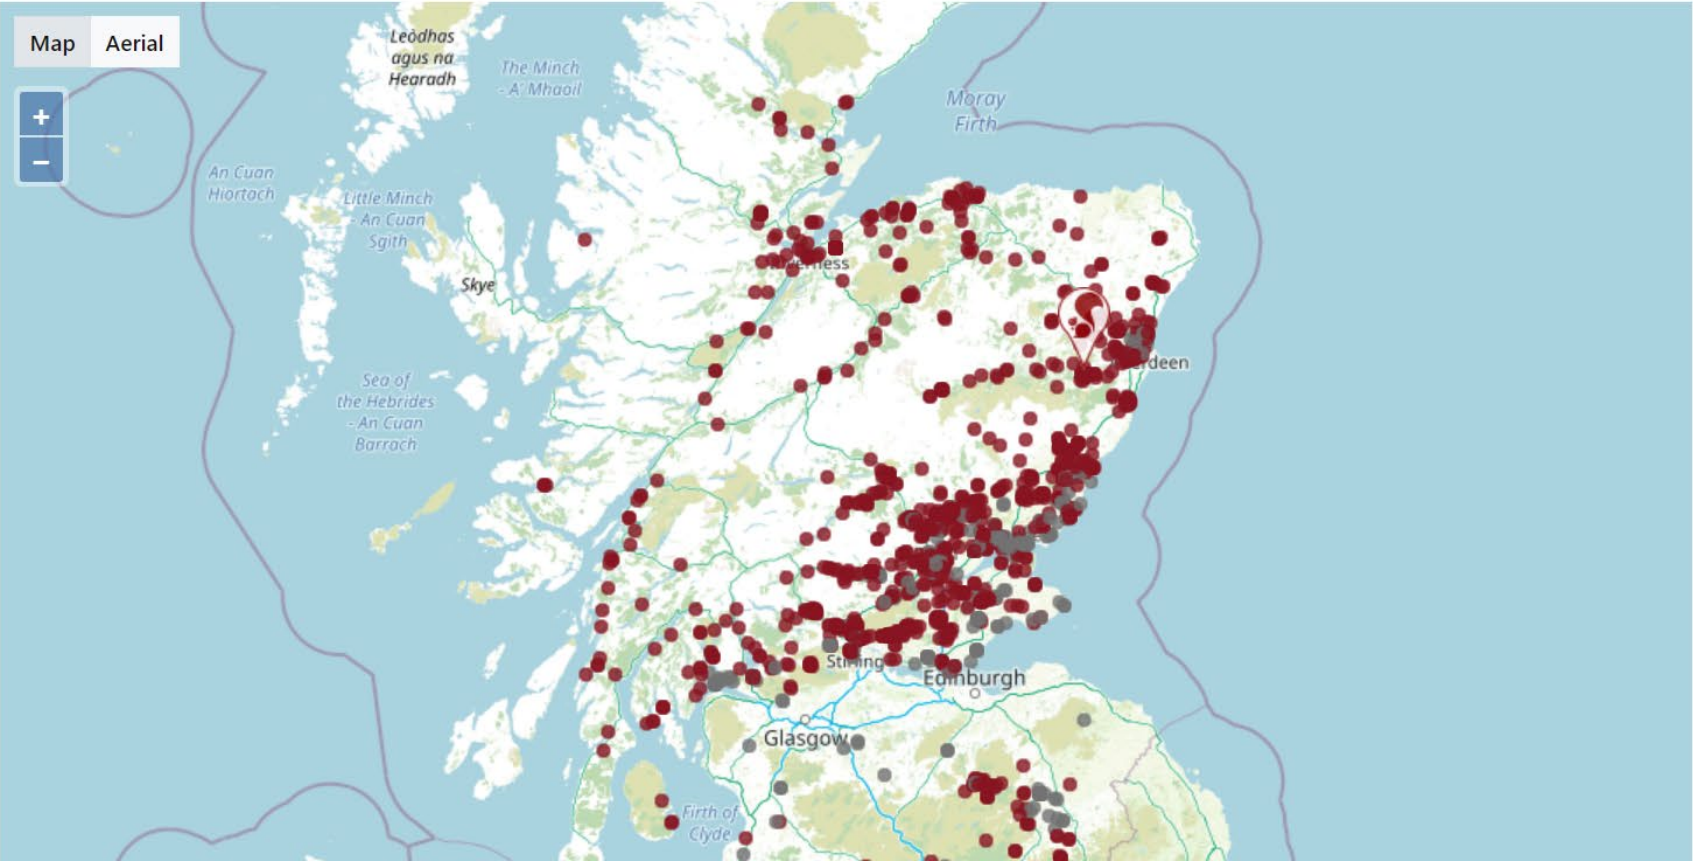 Map Aerial
+
−
Leòdhas
agus na
Hearadh
The Minch
- A' Mhaoil
Moray
Firth
An Cuan
Hiortach
Little Minch
- An Cuan
Sgith
Skye
Sea of
the Hebrides
- An Cuan
Barrach
Edinburgh
Glasgow
Firth of
Clyde